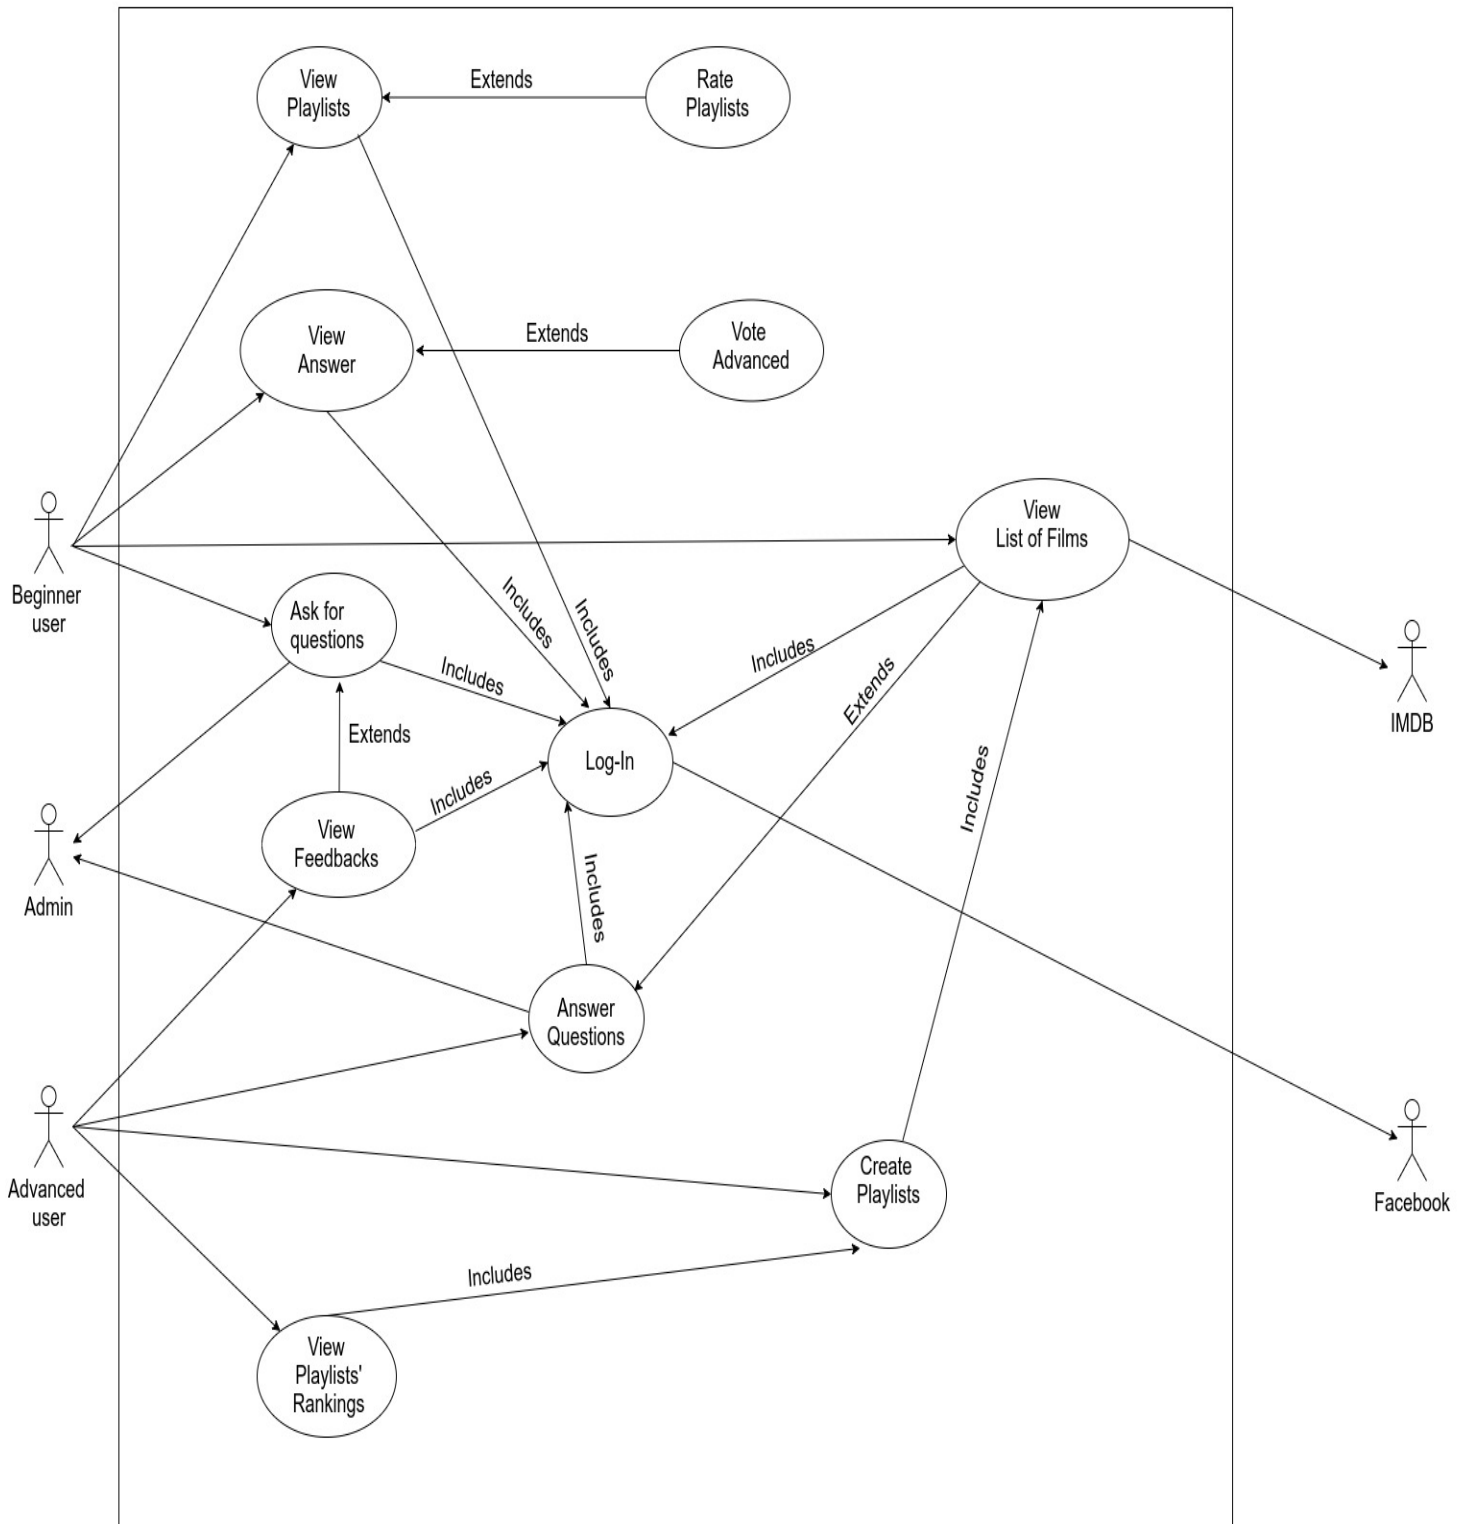 View
Playlists
Extends
Rate
Playlists
View
Answer
Extends
Vote
Advanced
View
List of Films
Beginner
user
Ask for
questions
Includes
Includes
Includes
Includes
Extends
IMDB
Extends
Log-In
Includes
View
Feedbacks
Includes
Admin
Includes
Answer
Questions
Advanced
user
Create
Playlists
Facebook
Includes
View
Playlists'
Rankings